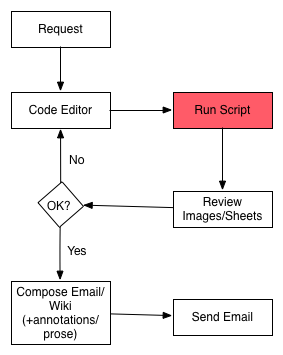 Request
Code Editor
Run Script
No
OK?
Review
Images/Sheets
Yes
Compose Email/
Wiki
(+annotations/
prose)
Send Email